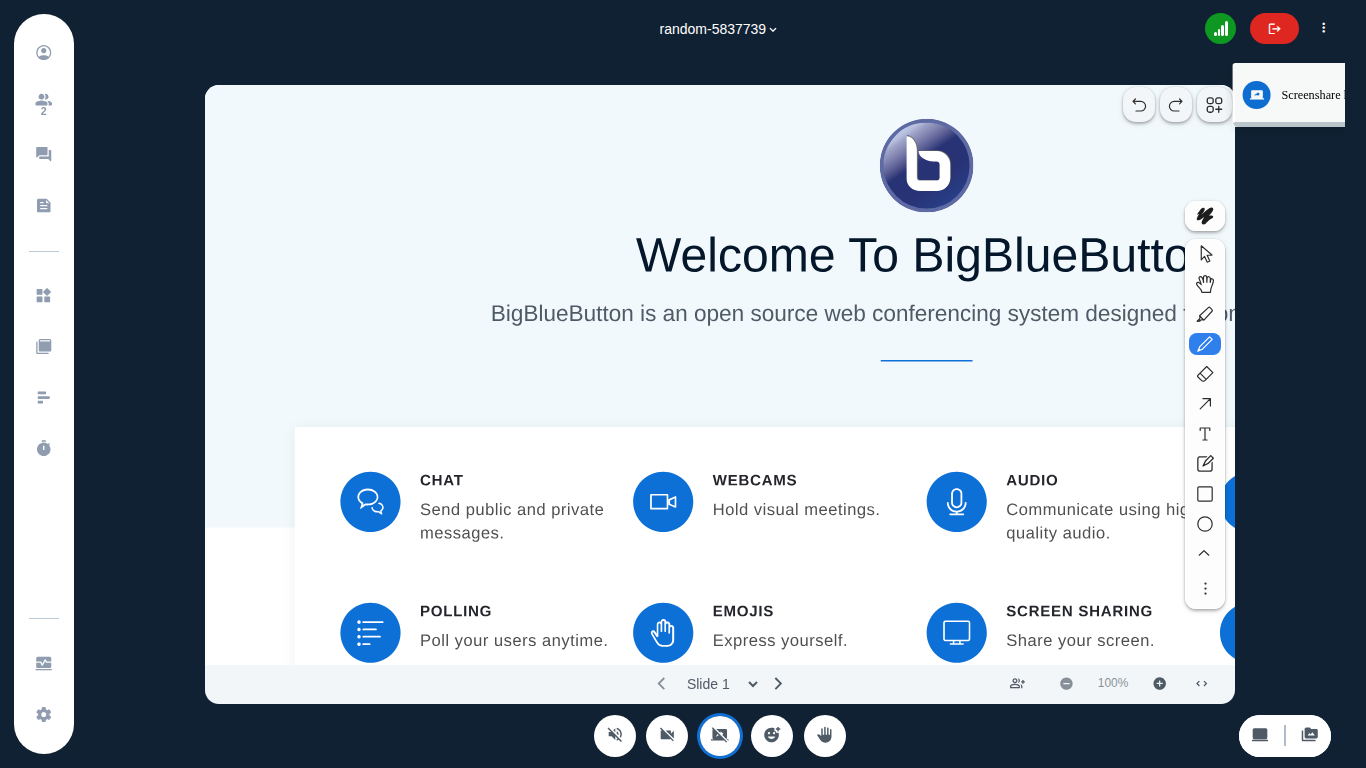 random-5837739
2
Screenshare
Welcome To BigBlueButto
BigBlueButton is an open source web conferencing system designed
CHAT
Send public and private
messages.
WEBCAMS
Hold visual meetings.
AUDIO
Communicate using hig
quality audio.
POLLING
Poll your users anytime.
EMOJIS
Express yourself.
SCREEN SHARING
Share your screen.
Slide 1
100%